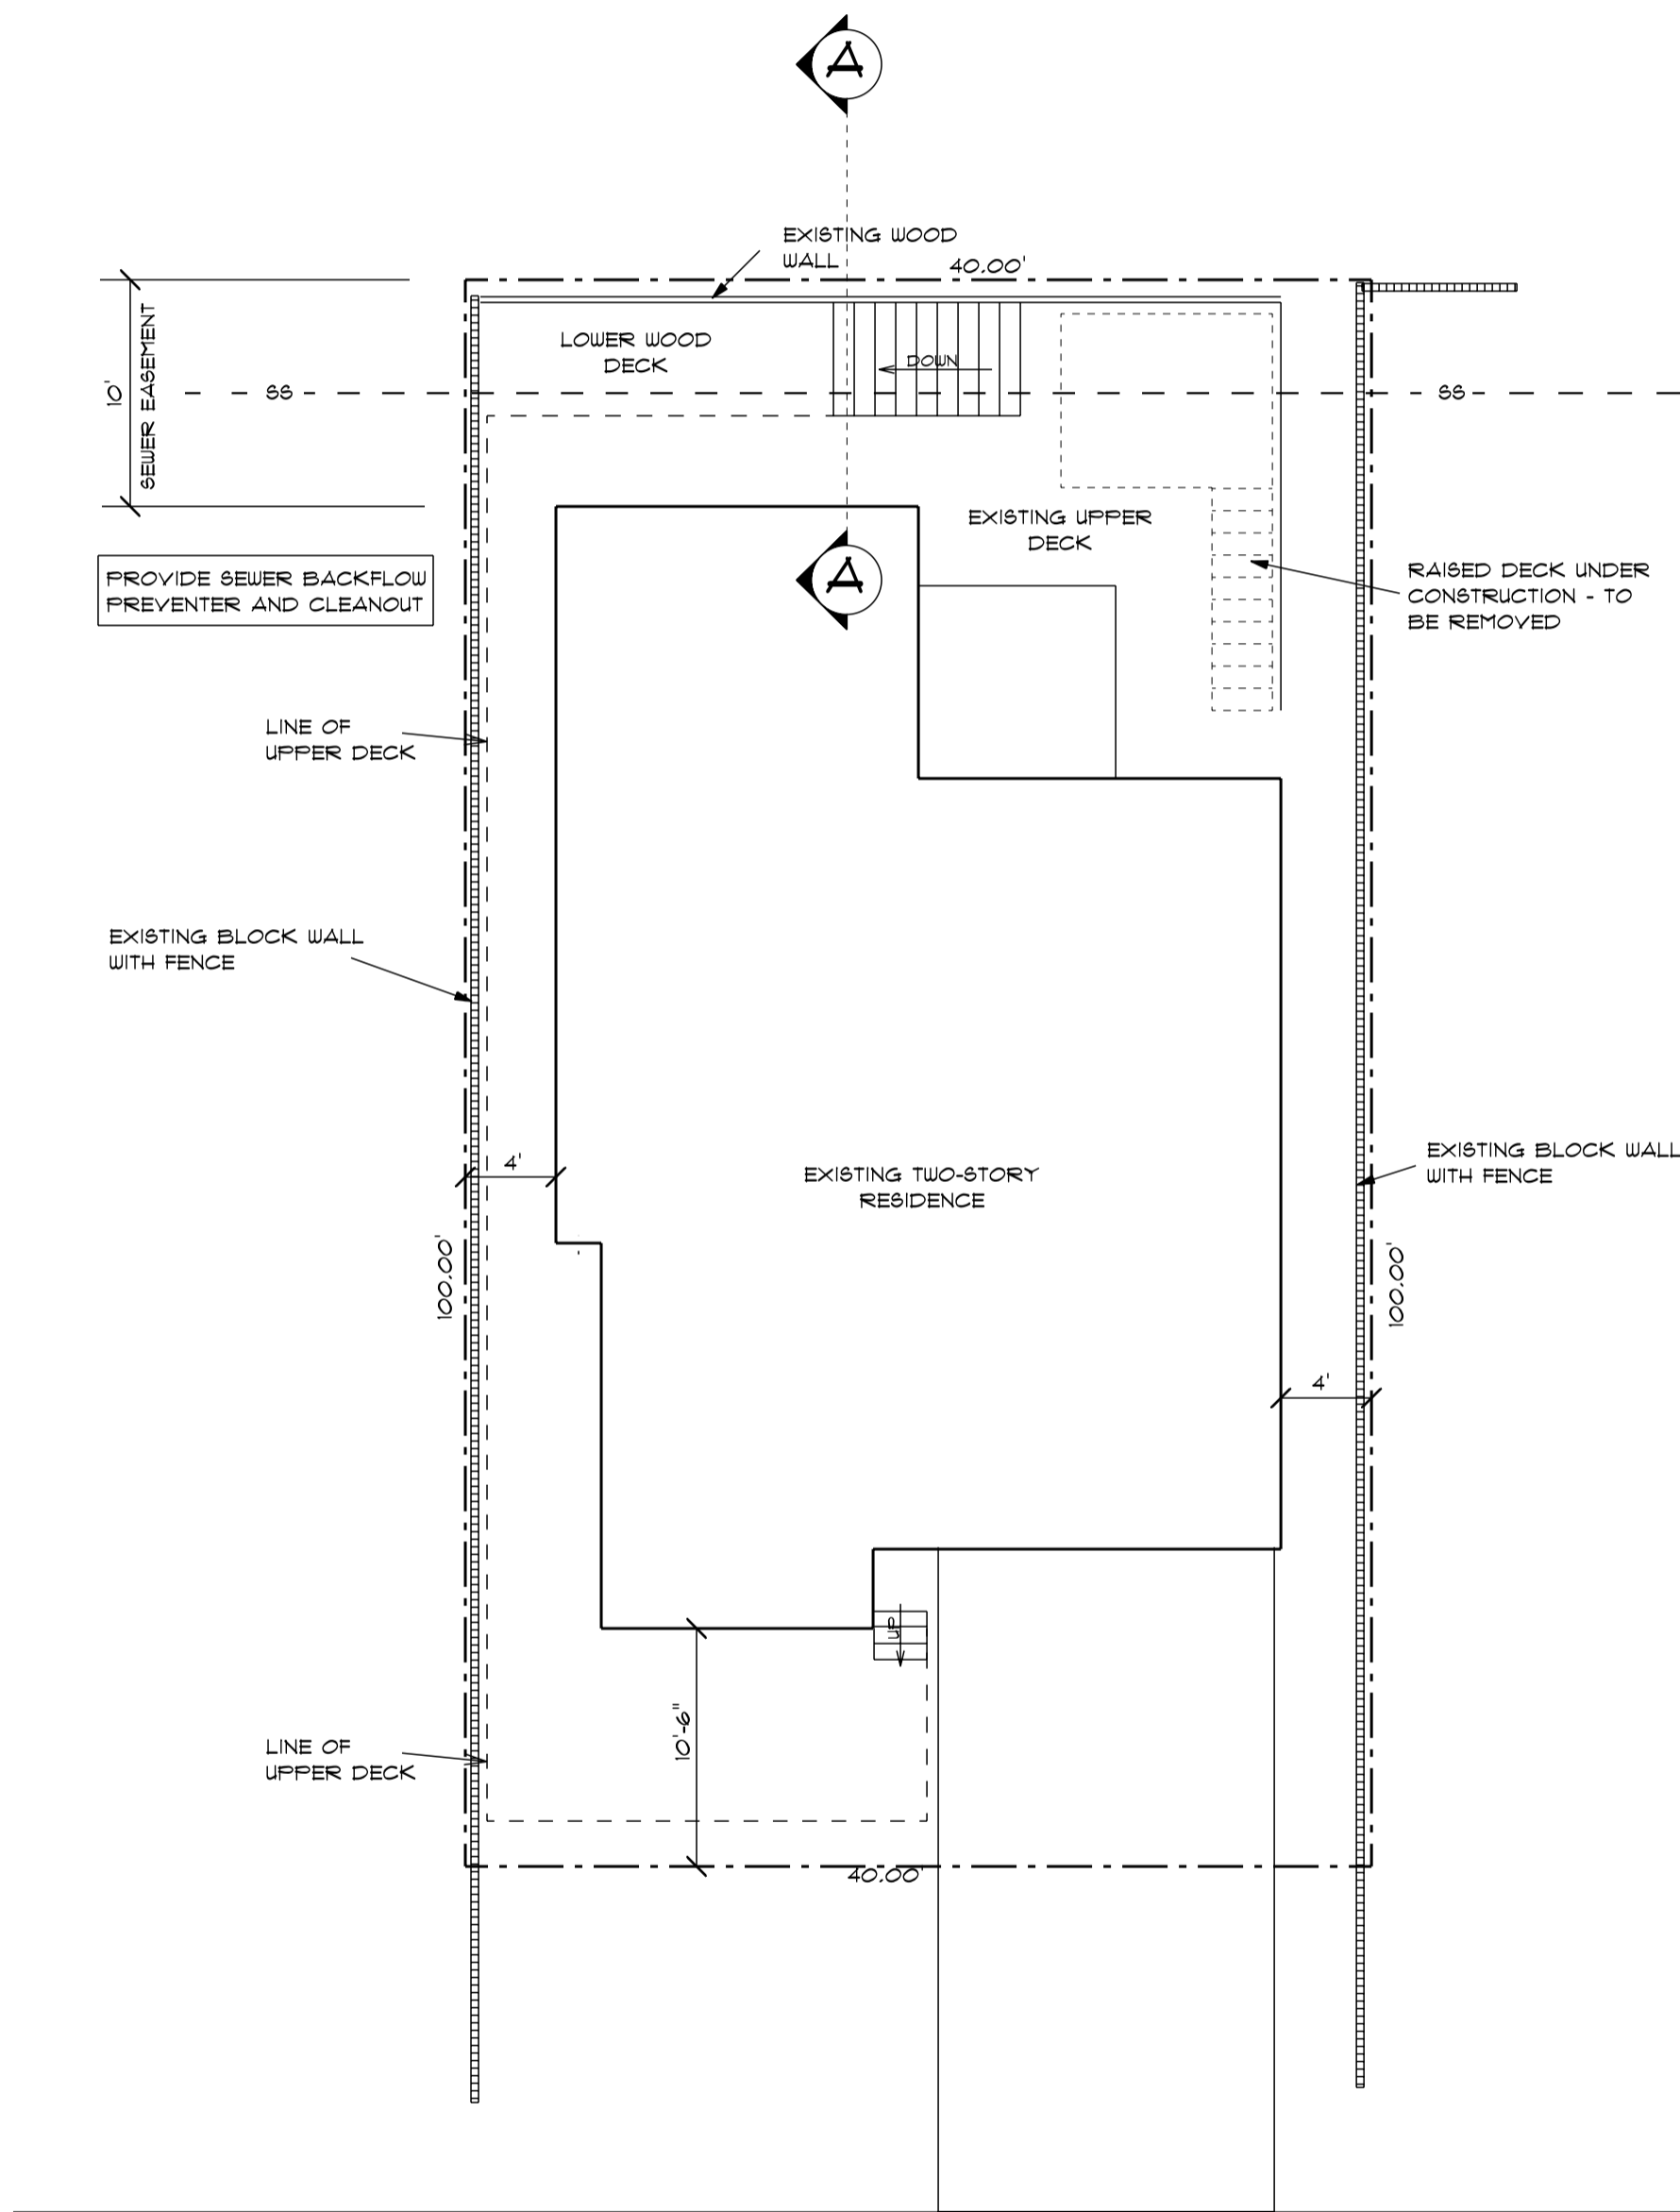 A
EXISTING WOOD
WALL
40.00'
LOWER WOOD
DECK
DOWN
10'
SEWER EASEMENT
SS
SS
EXISTING UPPER
DECK
A
PROVIDE SEWER BACKFLOW
PREVENTER AND CLEANOUT
RAISED DECK UNDER
CONSTRUCTION - TO
BE REMOVED
LINE OF
UPPER DECK
EXISTING BLOCK WALL
WITH FENCE
4'
EXISTING TWO-STORY
RESIDENCE
EXISTING BLOCK WALL
WITH FENCE
100.00'
100.00'
4'
UP
10'-6"
LINE OF
UPPER DECK
40.00'